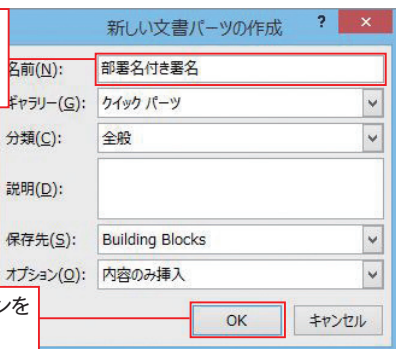 新しい文書パーツの作成 ? ×
名前(N): 部署名付き署名
ギャラリー(G): クイック パーツ
分類(C): 全般
説明(D):
保存先(S): Building Blocks
オプション(O): 内容のみ挿入
ンを
OK キャンセル